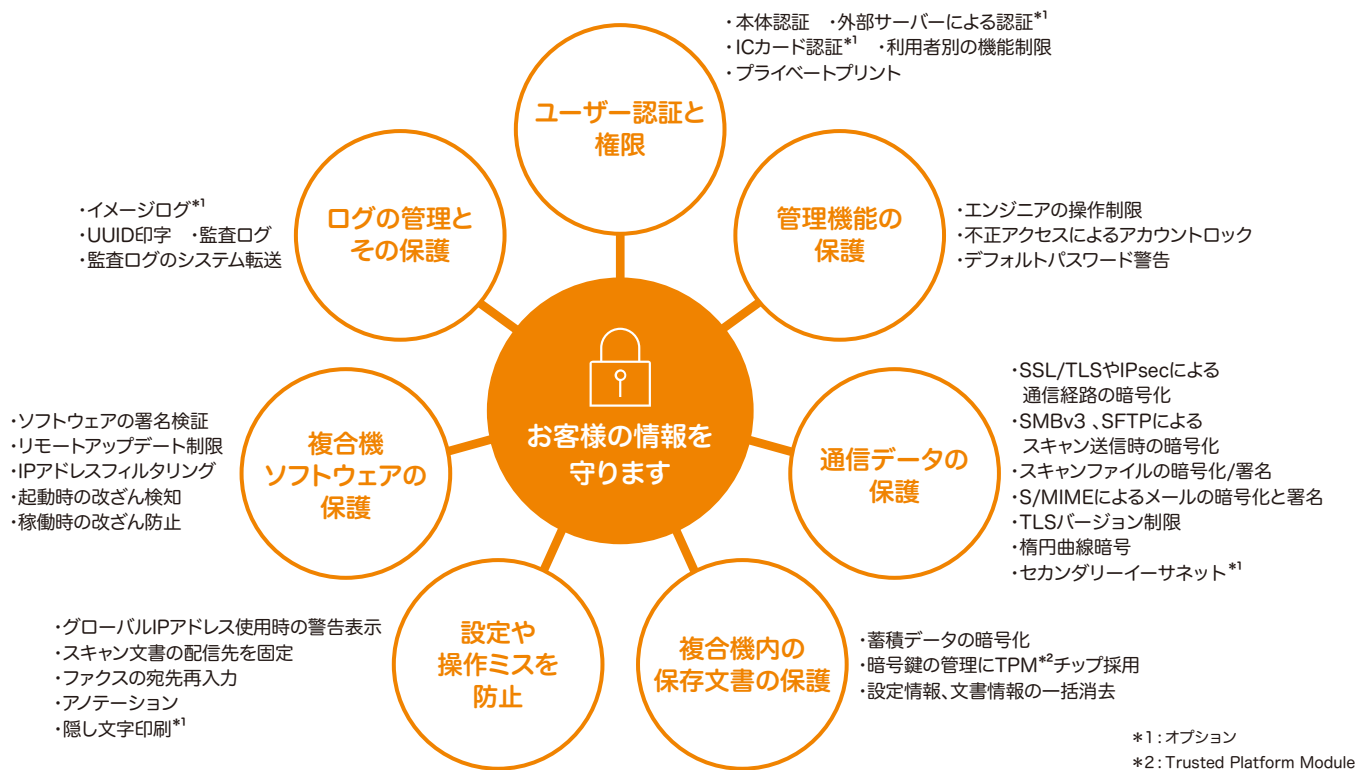 ・本体認証　・外部サーバーによる認証*1
・ICカード認証*1　・利用者別の機能制限
・プライベートプリント
ユーザー認証と
権限
管理機能の
保護
・エンジニアの操作制限
・不正アクセスによるアカウントロック
・デフォルトパスワード警告
通信データの
保護
・SSL/TLSやIPsecによる
通信経路の暗号化
・SMBv3 、SFTPによる
スキャン送信時の暗号化
・スキャンファイルの暗号化/署名
・S/MIMEによるメールの暗号化と署名
・TLSバージョン制限
・楕円曲線暗号
・セカンダリーイーサネット*1
複合機内の
保存文書の保護
・蓄積データの暗号化
・暗号鍵の管理にTPM*2チップ採用
・設定情報、文書情報の一括消去
設定や
操作ミスを
防止
・グローバルIPアドレス使用時の警告表示
・スキャン文書の配信先を固定
・ファクスの宛先再入力
・アノテーション
・隠し文字印刷*1
複合機
ソフトウェアの
保護
・ソフトウェアの署名検証
・リモートアップデート制限
・IPアドレスフィルタリング
・起動時の改ざん検知
・稼働時の改ざん防止
ログの管理と
その保護
・イメージログ*1
・UUID印字　・監査ログ
・監査ログのシステム転送
お客様の情報を
守ります
*1：オプション
*2：Trusted Platform Module